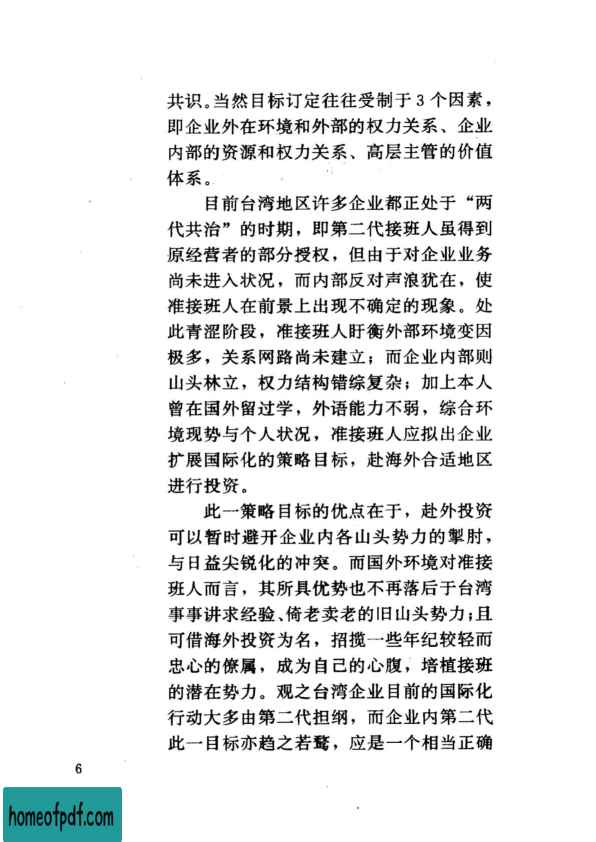 共识。当然目标订定往往受制于3个因素，
即企业外在环境和外部的权力关系、企业
内部的资源和权力关系、高层主管的价值
体系。
目前台湾地区许多企业都正处于“两
代共治”的时期，即第二代接班人虽得到
原经营者的部分授权，但由于对企业业务
尚未进入状况，而内部反对声浪犹在，使
准接班人在前景上出现不确定的现象。处
此青涩阶段，准接班人盱衡外部环境变因
极多，关系网路尚未建立；而企业内部则
山头林立，权力结构错综复杂；加上本人
曾在国外留过学，外语能力不弱，综合环
境现势与个人状况，准接班人应拟出企业
扩展国际化的策略目标，赴海外合适地区
进行投资。
此一策略目标的优点在于，赴外投资
可以暂时避开企业内各山头势力的掣肘，
与日益尖锐化的冲突。而国外环境对准接
班人而言，其所具优势也不再落后于台湾
事事讲求经验、倚老卖老的旧山头势力；且
可借海外投资为名，招揽一些年纪较轻而
忠心的僚属，成为自己的心腹，培植接班
的潜在势力。观之台湾企业目前的国际化
行动大多由第二代担纲，而企业内第二代
此一目标亦趋之若鹜，应是一个相当正确
6
homeofpdf.com